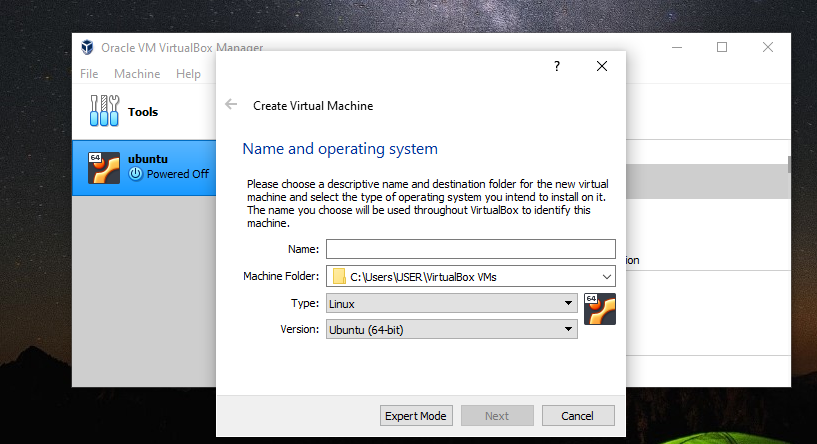 Oracle VM VirtualBox Manager
File Machine Help
?
Create Virtual Machine
Tools
Name and operating system
64
ubuntu
Powered Off
Please choose a descriptive name and destination folder for the new virtual
machine and select the type of operating system you intend to install on it.
The name you choose will be used throughout VirtualBox to identify this
machine.
Name:
Machine Folder: C:\Users\USER\VirtualBox VMs
Type: Linux
64
Version: Ubuntu (64-bit)
Expert Mode Next Cancel